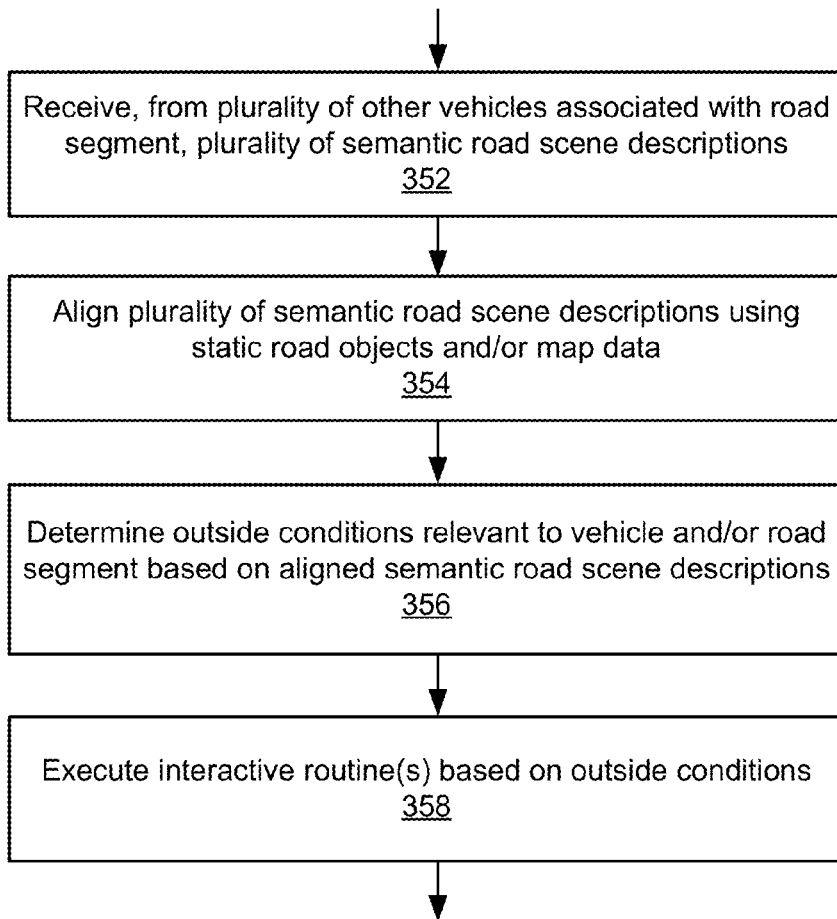 Receive, from plurality of other vehicles associated with road
segment, plurality of semantic road scene descriptions
352
Align plurality of semantic road scene descriptions using
static road objects and/or map data
354
Determine outside conditions relevant to vehicle and/or road
segment based on aligned semantic road scene descriptions
356
Execute interactive routine(s) based on outside conditions
358